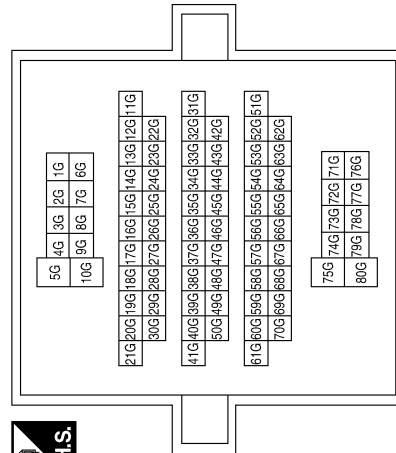 5G 4G 3G 2G 1G
10G 9G 8G 7G 6G
21G 20G 19G 18G 17G 16G 15G 14G 13G 12G 11G
30G 29G 28G 27G 26G 25G 24G 23G 22G
41G 40G 39G 38G 37G 36G 35G 34G 33G 32G 31G
50G 49G 48G 47G 46G 45G 44G 43G 42G
61G 60G 59G 58G 57G 56G 55G 54G 53G 52G 51G
70G 69G 68G 67G 66G 65G 64G 63G 62G
75G 74G 73G 72G 71G
80G 79G 78G 77G 76G
H.S.